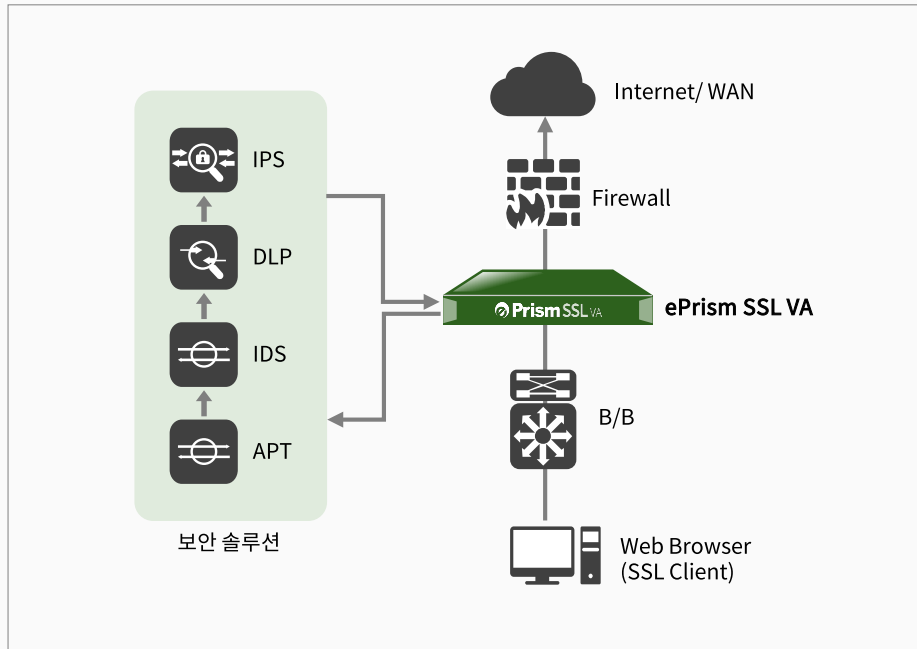 Internet/ WAN
IPS
Firewall
DLP
ePrism SSL VA
Prism SSL VA
IDS
B/B
APT
보안 솔루션
Web Browser
(SSL Client)